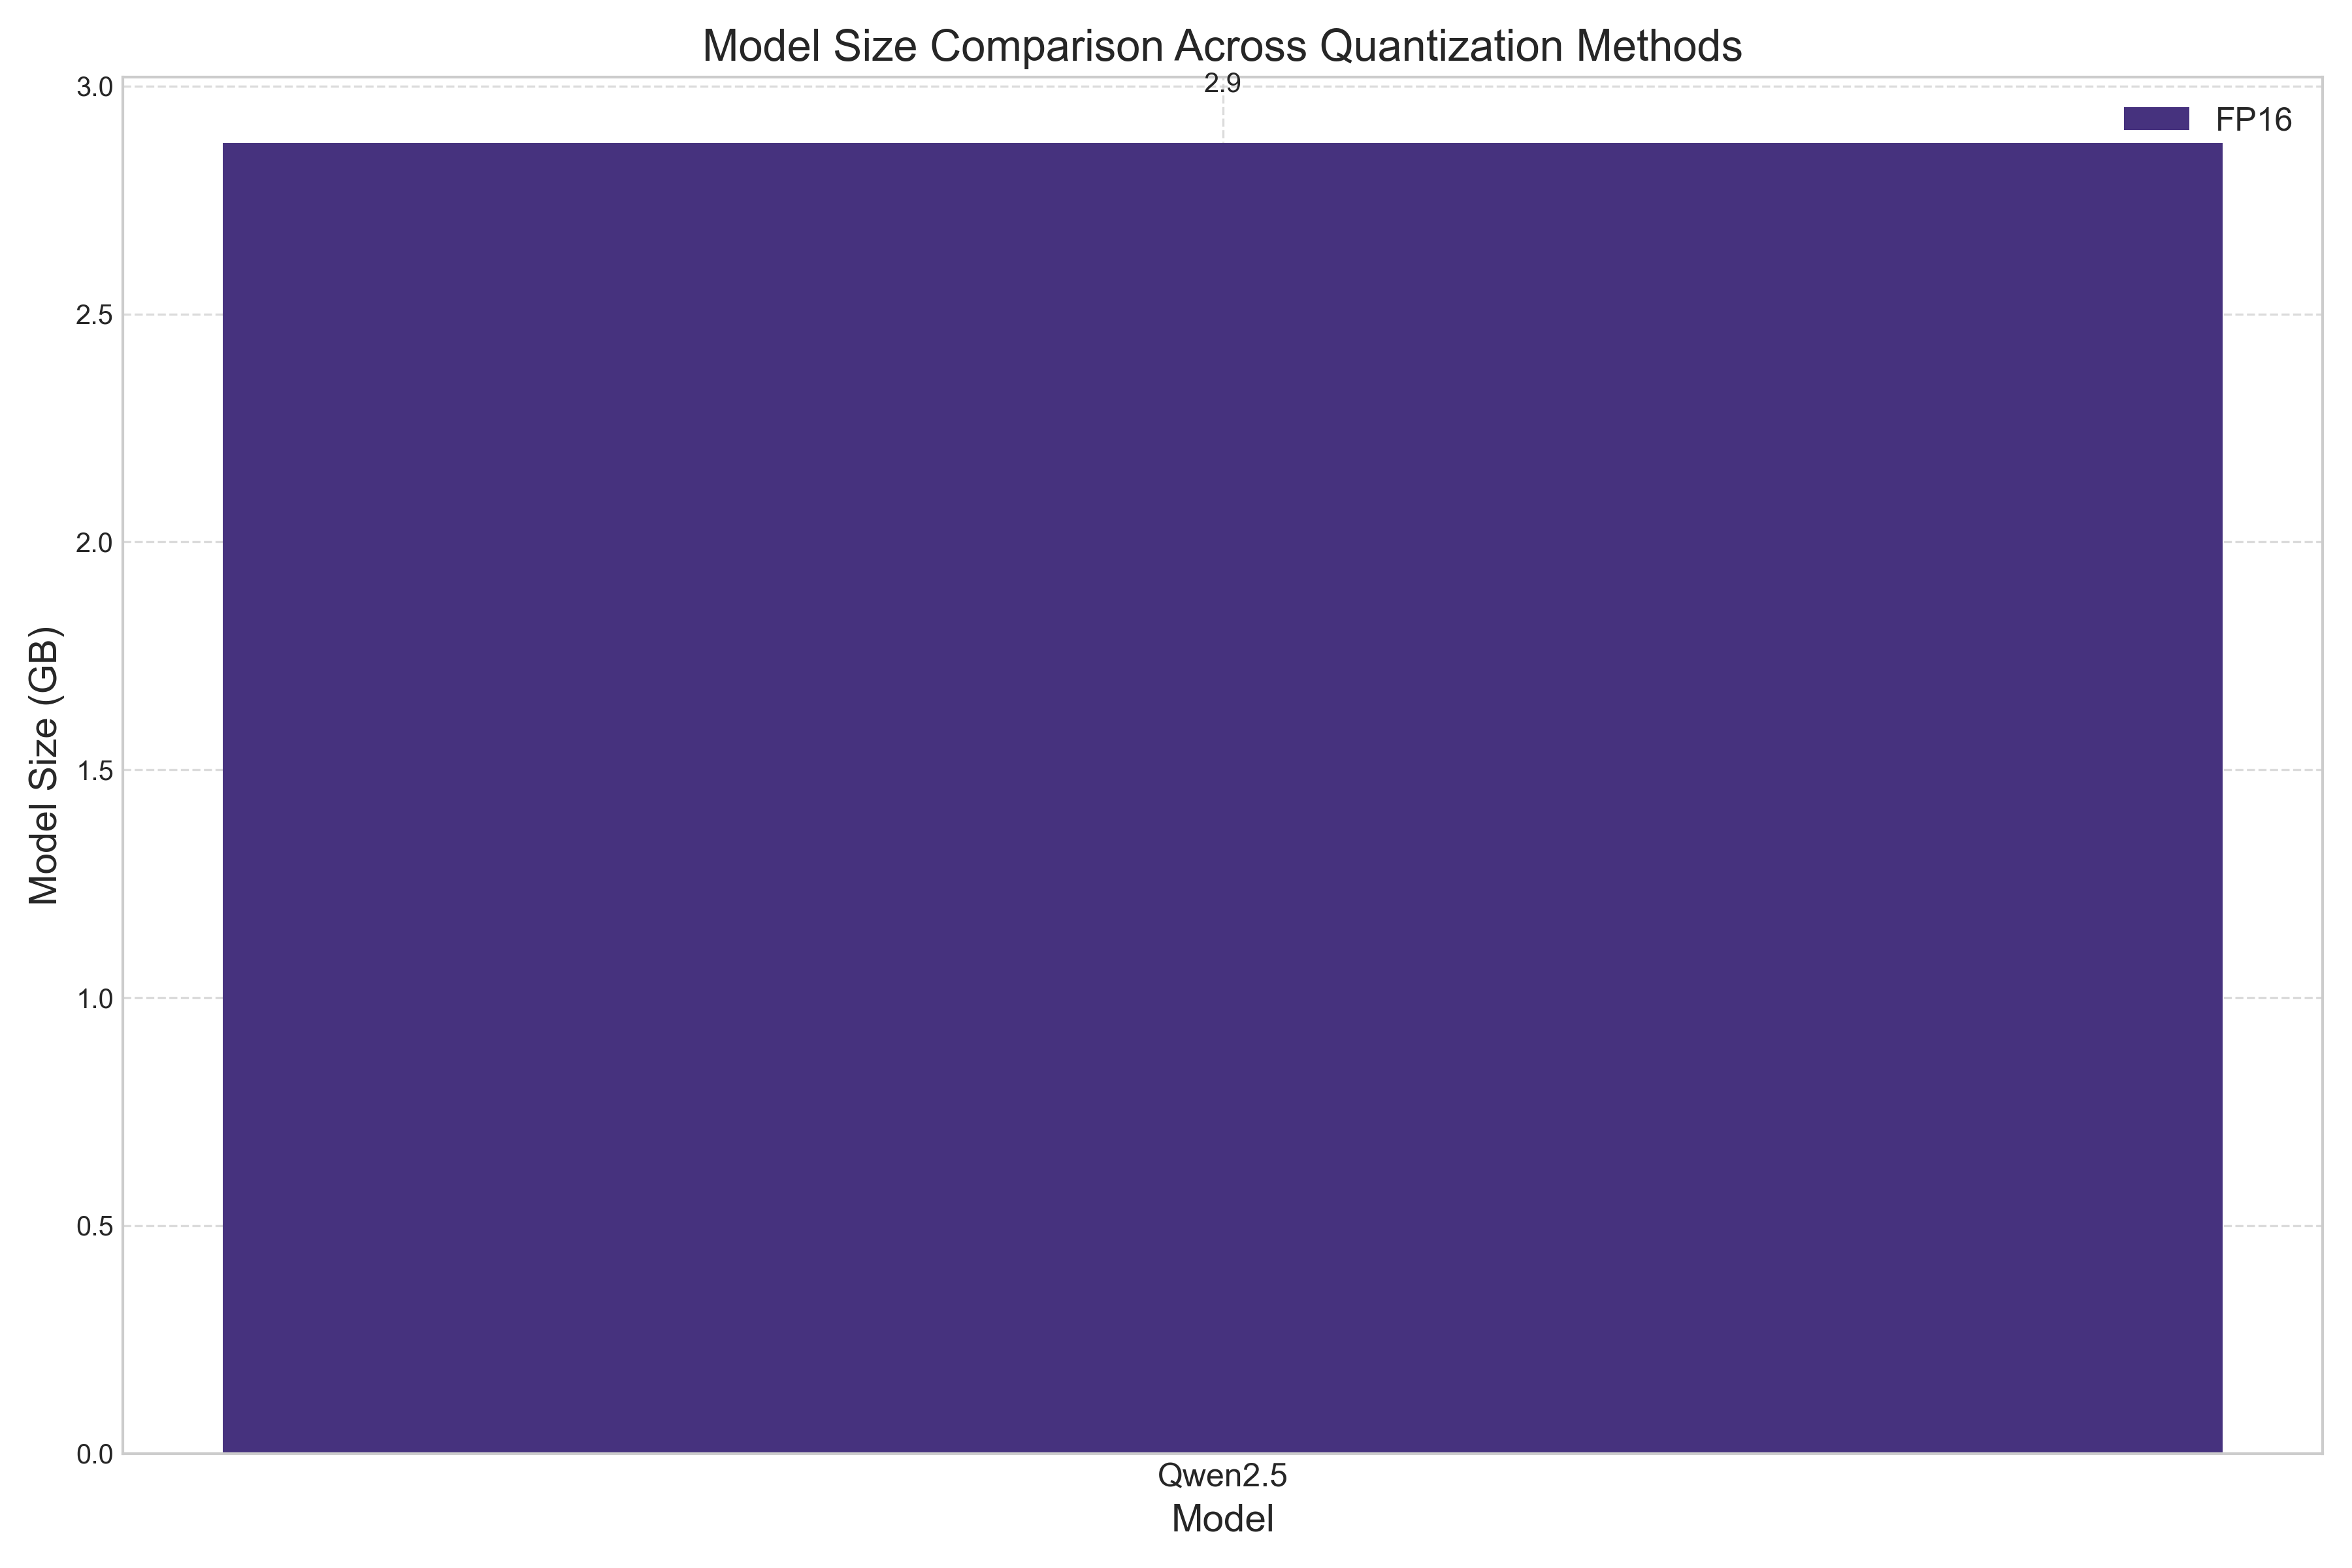 Model Size Comparison Across Quantization Methods
2.9
FP16
3.0
2.5
2.0
1.5
1.0
0.5
0.0
Model Size (GB)
Qwen2.5
Model